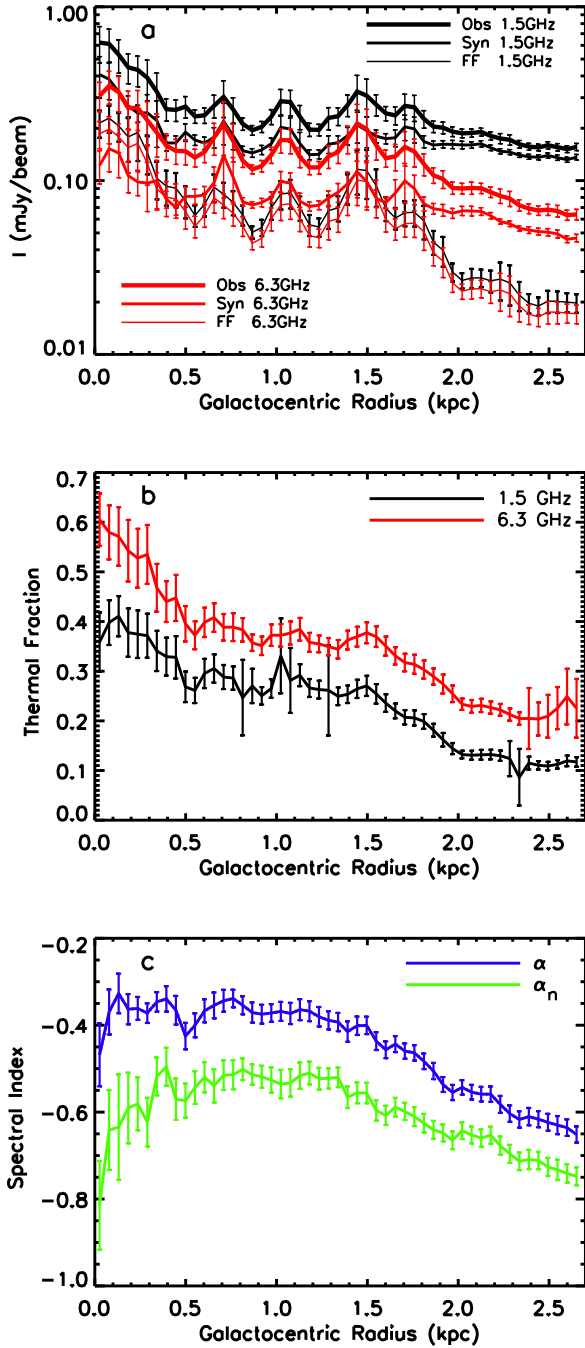 a
Obs 1.5GHz
Syn 1.5GHz
FF 1.5GHz
1.00
0.10
0.01
I (mJy/beam)
Obs 6.3GHz
Syn 6.3GHz
FF 6.3GHz
0.0 0.5 1.0 1.5 2.0 2.5
Galactocentric Radius (kpc)
b
1.5 GHz
6.3 GHz
0.7
0.6
0.5
0.4
0.3
0.2
0.1
0.0
Thermal Fraction
0.0 0.5 1.0 1.5 2.0 2.5
Galactocentric Radius (kpc)
c
α
αn
−0.2
−0.4
−0.6
−0.8
−1.0
Spectral Index
0.0 0.5 1.0 1.5 2.0 2.5
Galactocentric Radius (kpc)